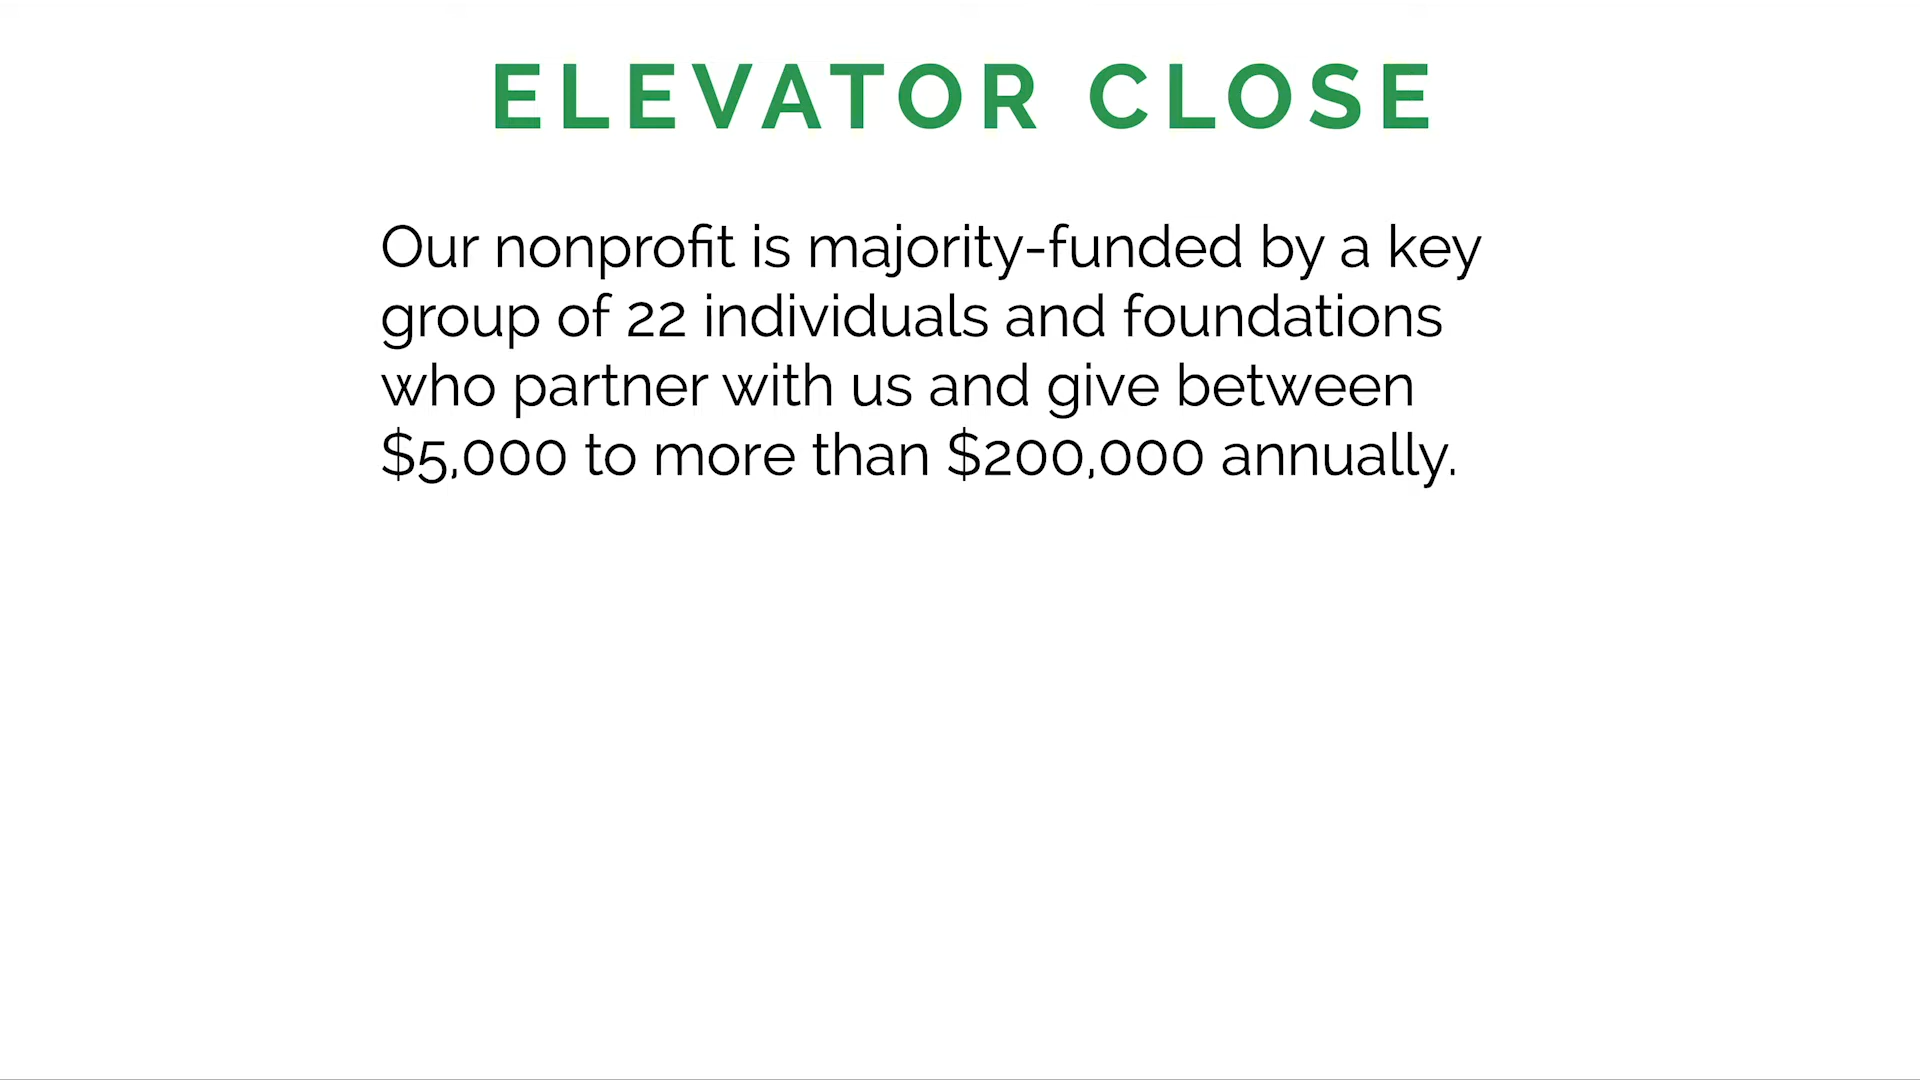 ELEVATOR CLOSE
Our nonprofit is majority-funded by a key
group of 22 individuals and foundations
who partner with us and give between
$5,000 to more than $200,000 annually.